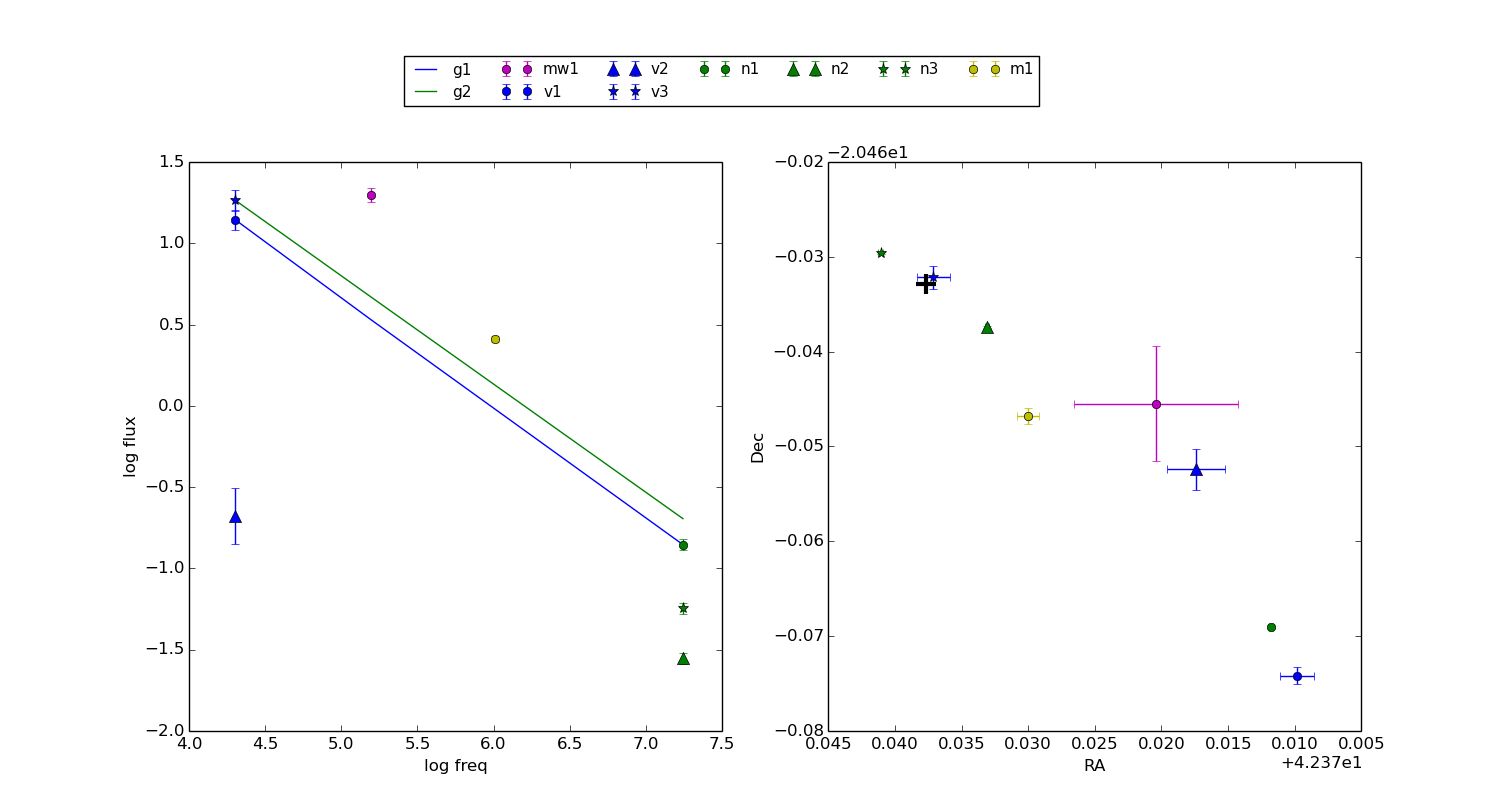 g1 mw1 v2 n1 n2 n3 m1
g2 v1 v3
1.5
1.0
0.5
0.0
−0.5
−1.0
−1.5
−2.0
log flux
4.0 4.5 5.0 5.5 6.0 6.5 7.0 7.5
log freq
−2.046e1
−0.02
−0.03
−0.04
−0.05
−0.06
−0.07
−0.08
Dec
0.045 0.040 0.035 0.030 0.025 0.020 0.015 0.010 0.005
RA
+4.237e1